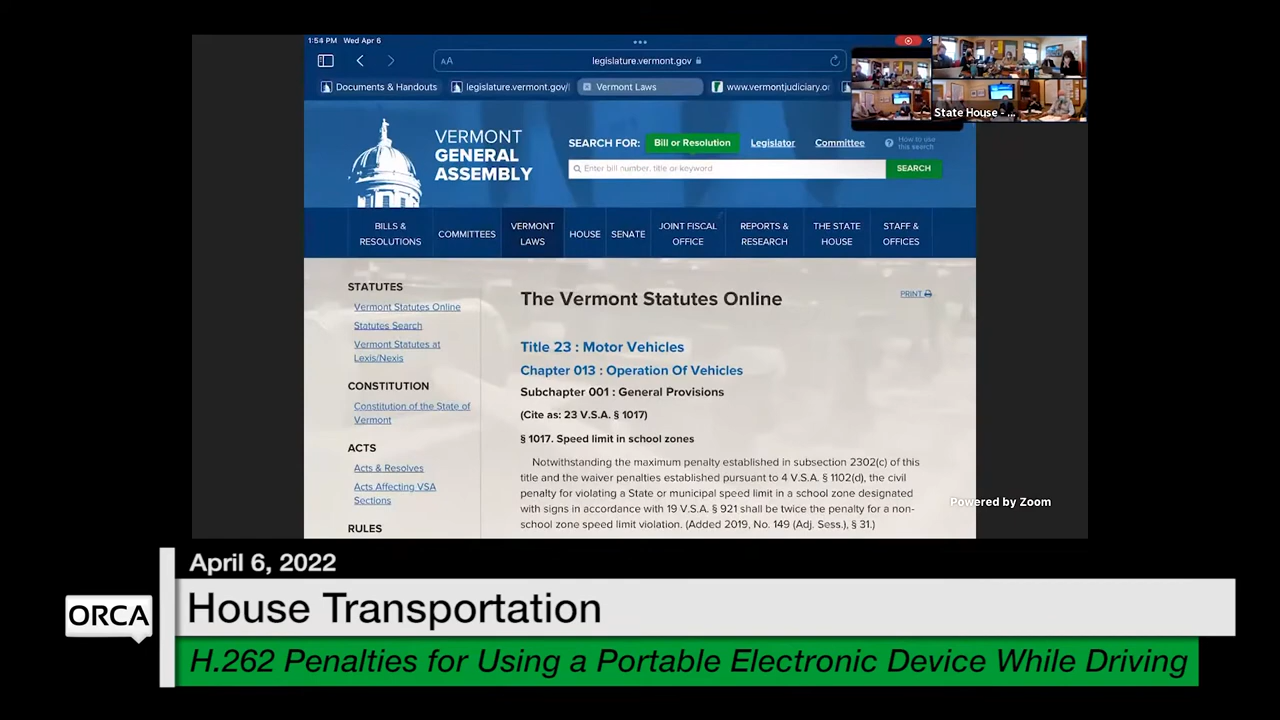 1:54 PM Wed Apr 6
AA
legislature.vermont.gov
Documents & Handouts
legislature.vermont.gov/
Vermont Laws
www.vermontjudiciary.o
State House - ...
VERMONT
GENERAL
ASSEMBLY
SEARCH FOR: Bill or Resolution Legislator Committee
How to use
this search
Enter bill number, title or keyword
SEARCH
BILLS &
RESOLUTIONS
COMMITTEES
VERMONT
LAWS
HOUSE
SENATE
JOINT FISCAL
OFFICE
REPORTS &
RESEARCH
THE STATE
HOUSE
STAFF &
OFFICES
STATUTES
Vermont Statutes Online
Statutes Search
Vermont Statutes at
Lexis/Nexis
CONSTITUTION
Constitution of the State of
Vermont
ACTS
Acts & Resolves
Acts Affecting VSA
Sections
RULES
The Vermont Statutes Online
PRINT
Title 23 : Motor Vehicles
Chapter 013 : Operation Of Vehicles
Subchapter 001 : General Provisions
(Cite as: 23 V.S.A. § 1017)
§ 1017. Speed limit in school zones
Notwithstanding the maximum penalty established in subsection 2302(c) of this
title and the waiver penalties established pursuant to 4 V.S.A. § 1102(d), the civil
penalty for violating a State or municipal speed limit in a school zone designated
with signs in accordance with 19 V.S.A. § 921 shall be twice the penalty for a non-
school zone speed limit violation. (Added 2019, No. 149 (Adj. Sess.), § 31.)
Powered by Zoom
April 6, 2022
ORCA
House Transportation
H.262 Penalties for Using a Portable Electronic Device While Driving